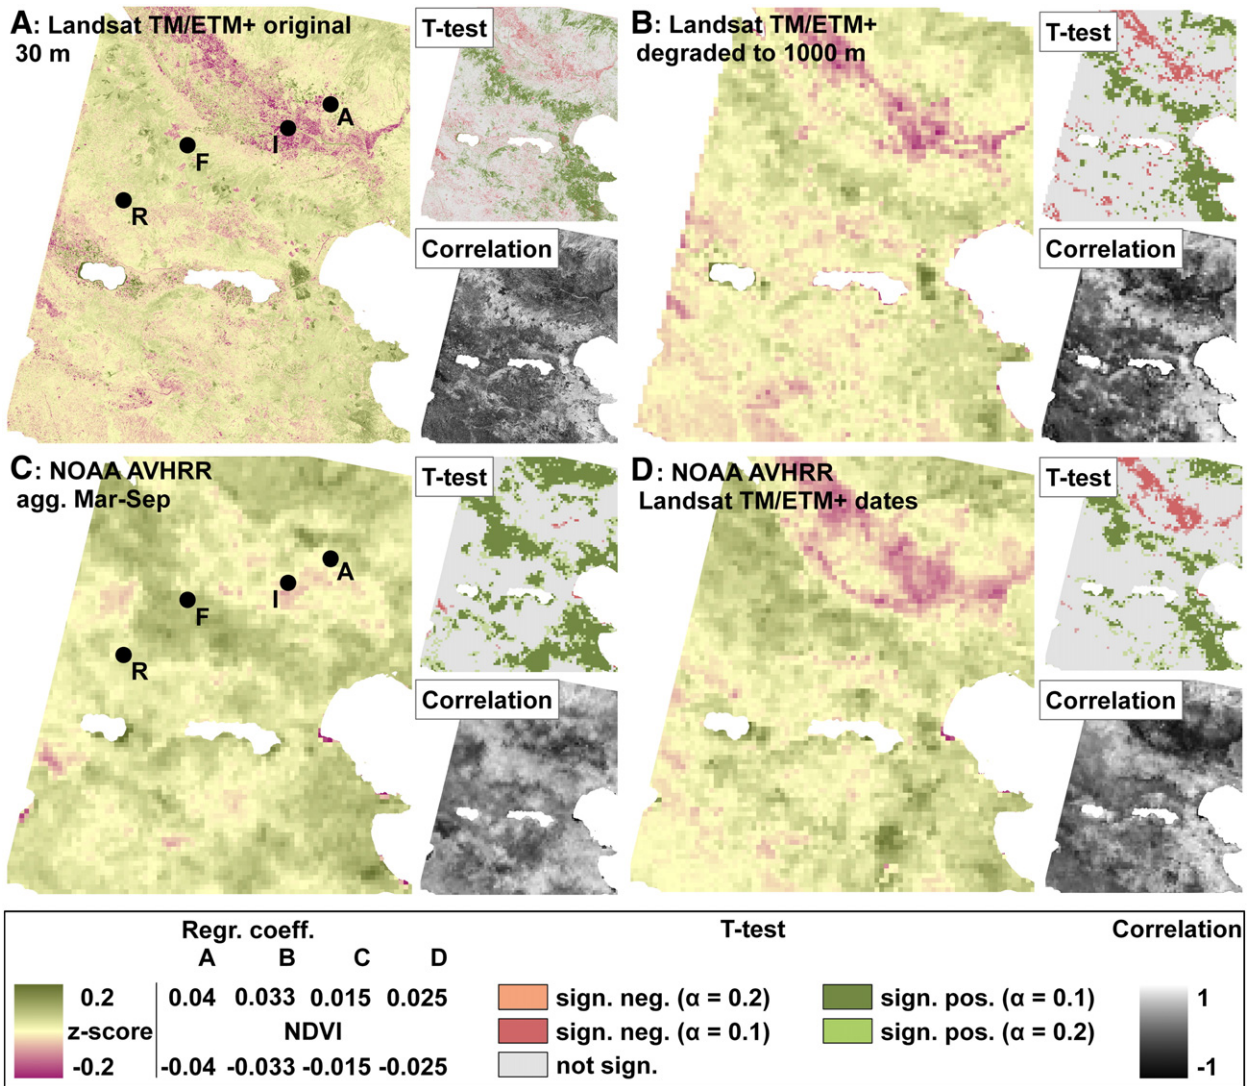 A: Landsat TM/ETM+ original
30 m
T-test
Correlation
A
I
F
R
B: Landsat TM/ETM+
degraded to 1000 m
T-test
Correlation
C: NOAA AVHRR
agg. Mar-Sep
T-test
Correlation
A
I
F
R
D: NOAA AVHRR
Landsat TM/ETM+ dates
T-test
Correlation
Regr. coeff.
A B C D
0.2 0.04 0.033 0.015 0.025
z-score NDVI
-0.2 -0.04 -0.033 -0.015 -0.025
T-test
sign. neg. (α = 0.2)
sign. neg. (α = 0.1)
not sign.
sign. pos. (α = 0.1)
sign. pos. (α = 0.2)
Correlation
1
-1